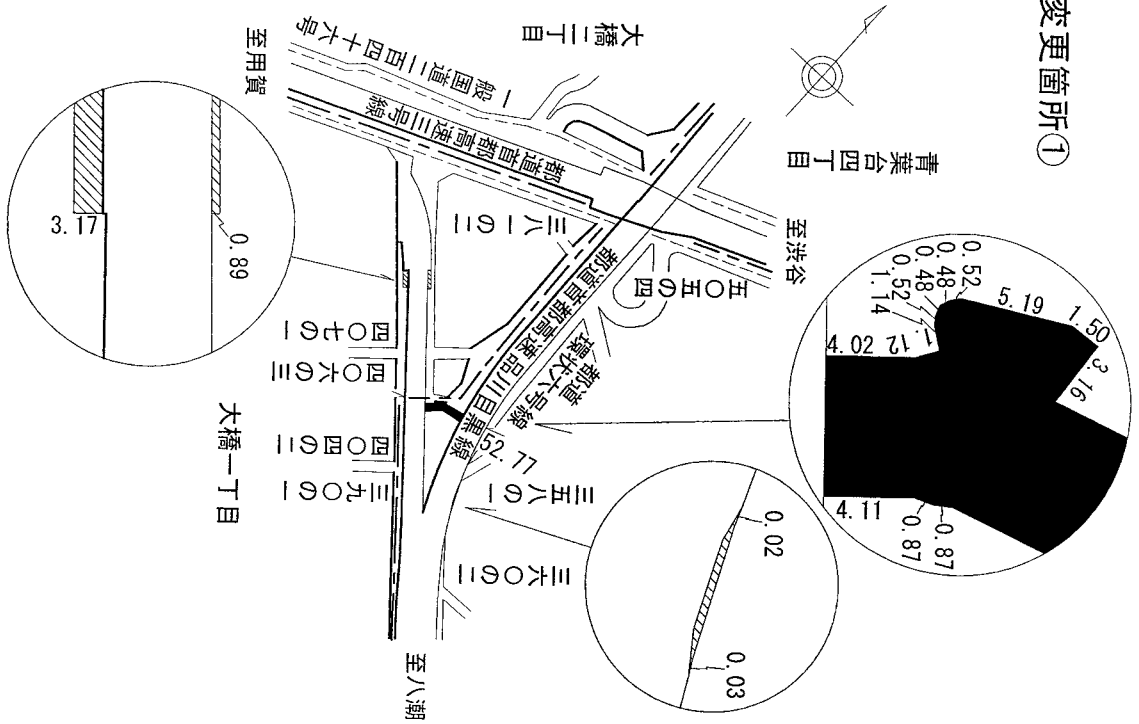 変更箇所①
青葉台四丁目
大橋二丁目
至渋谷
至用賀
至八潮
一般国道二百四十六号
都道首都高速三号線
都道首都高速品川目黒線
都道
環状六号線
五〇五の四
三八一の二
四〇七の一
四〇六の三
四〇四の二
三九〇の一
大橋一丁目
三五八の一
三六〇の二
52.77
3.17
0.89
0.52
0.48
0.48
0.52
1.14
1.12
4.02
5.19
1.50
3.16
4.11
0.87
0.87
0.02
0.03